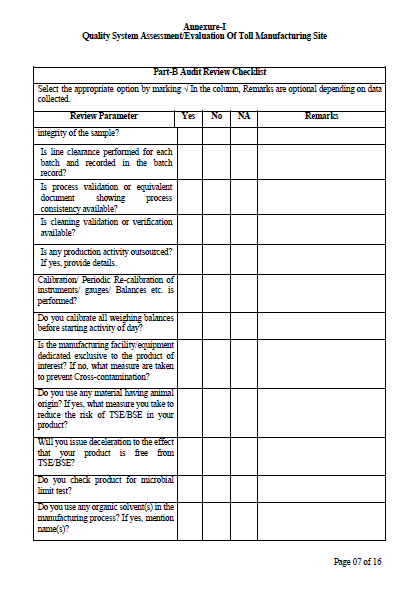 Annexure-I
Quality System Assessment/Evaluation Of Toll Manufacturing Site
Part-B Audit Review Checklist
Select the appropriate option by marking √ In the column, Remarks are optional depending on data
collected.
Review Parameter Yes No NA Remarks
integrity of the sample?
Is line clearance performed for each
batch and recorded in the batch
record?
Is process validation or equivalent
document showing process
consistency available?
Is cleaning validation or verification
available?
Is any production activity outsourced?
If yes, provide details.
Calibration/ Periodic Re-calibration of
instruments/ gauges/ Balances etc. is
performed?
Do you calibrate all weighing balances
before starting activity of day?
Is the manufacturing facility/equipment
dedicated exclusive to the product of
interest? If no, what measure are taken
to prevent Cross-contamination?
Do you use any material having animal
origin? If yes, what measure you take to
reduce the risk of TSE/BSE in your
product?
Will you issue deceleration to the effect
that your product is free from
TSE/BSE?
Do you check product for microbial
limit test?
Do you use any organic solvent(s) in the
manufacturing process? If yes, mention
name(s)?
Page 07 of 16